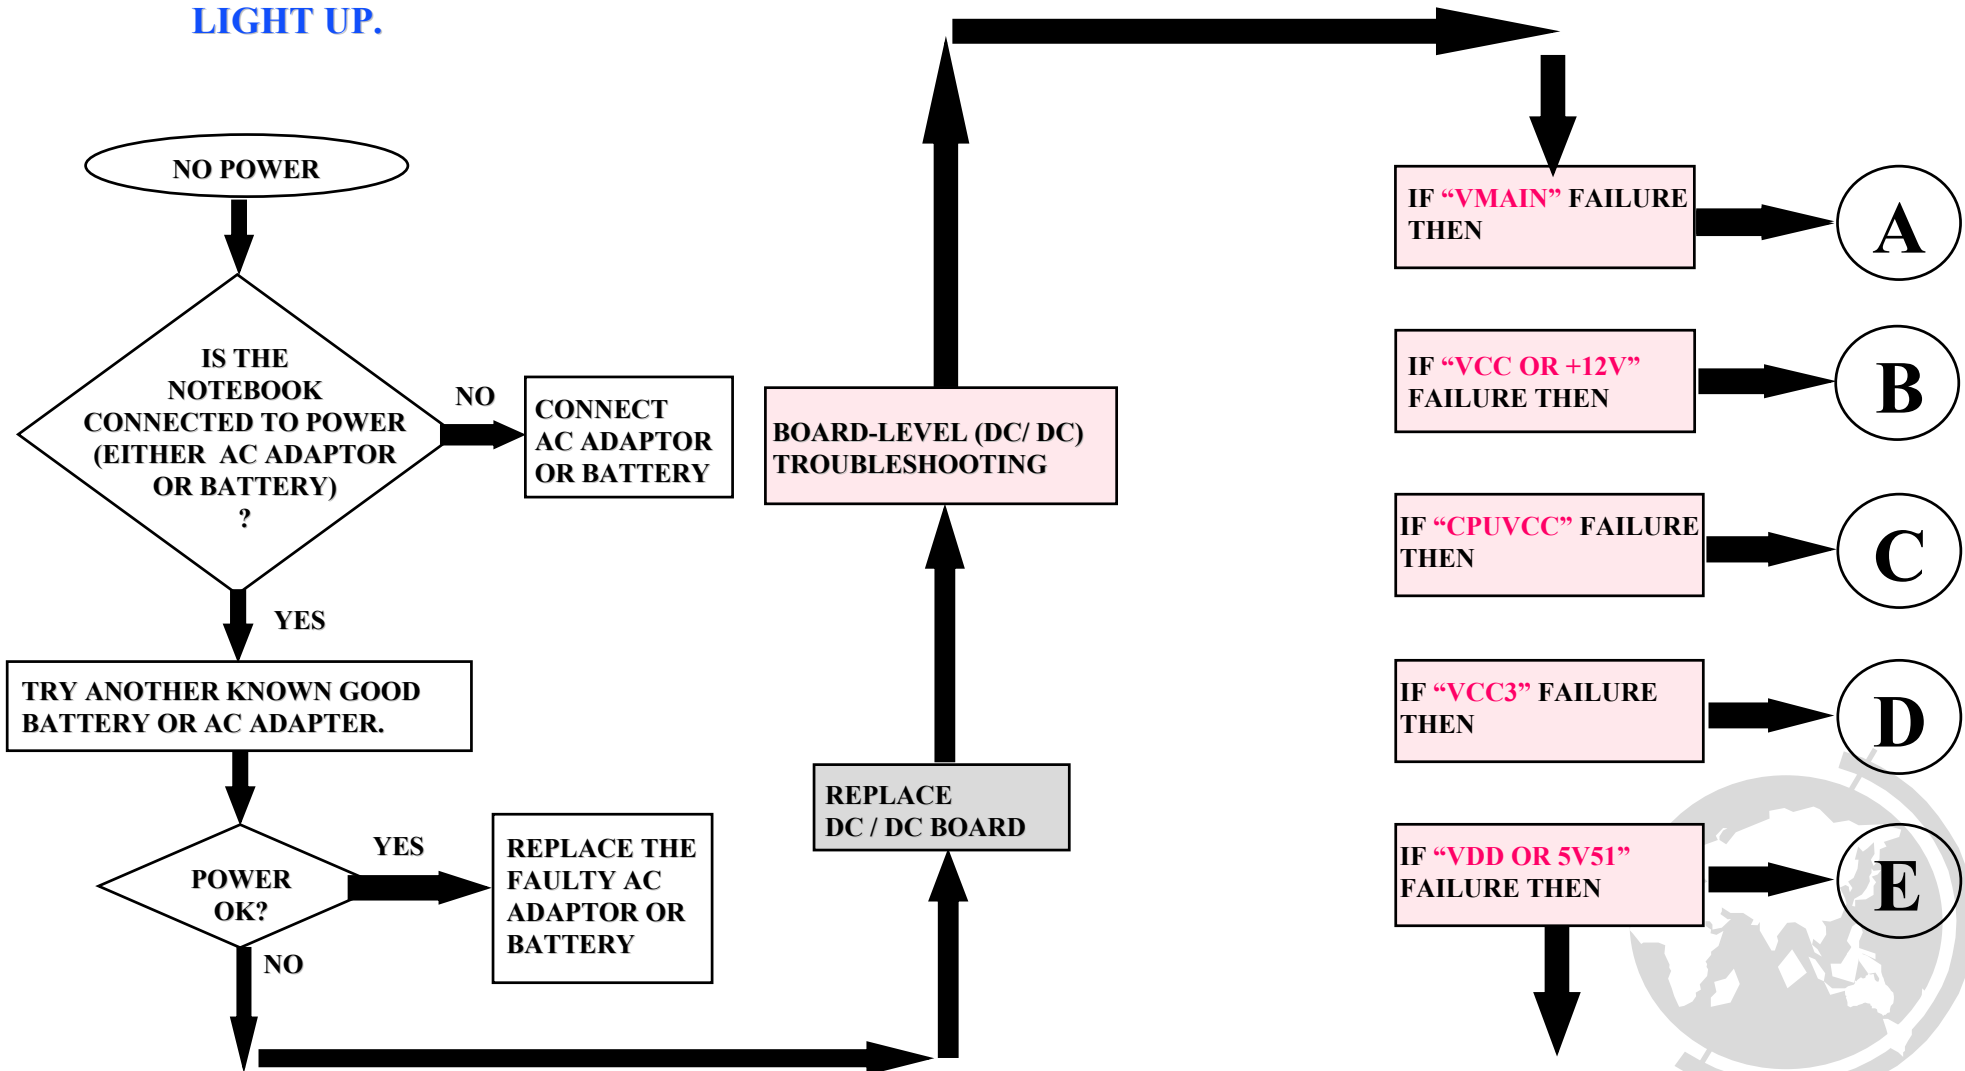 LIGHT UP.
NO POWER
IS THE
NOTEBOOK
CONNECTED TO POWER
(EITHER AC ADAPTOR
OR BATTERY)
?
NO
CONNECT
AC ADAPTOR
OR BATTERY
YES
TRY ANOTHER KNOWN GOOD
BATTERY OR AC ADAPTER.
POWER
OK?
YES
REPLACE THE
FAULTY AC
ADAPTOR OR
BATTERY
NO
REPLACE
DC / DC BOARD
BOARD-LEVEL (DC/ DC)
TROUBLESHOOTING
IF “VMAIN” FAILURE
THEN
A
IF “VCC OR +12V”
FAILURE THEN
B
IF “CPUVCC” FAILURE
THEN
C
IF “VCC3” FAILURE
THEN
D
IF “VDD OR 5V51”
FAILURE THEN
E